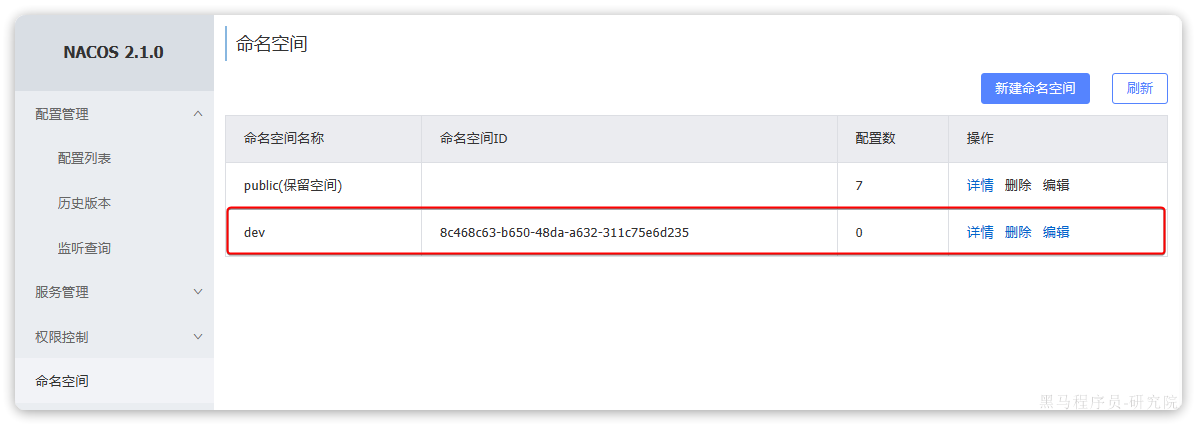 NACOS 2.1.0
配置管理
配置列表
历史版本
监听查询
服务管理
权限控制
命名空间
命名空间
新建命名空间 刷新
命名空间名称 命名空间ID 配置数 操作
public(保留空间) 7 详情 删除 编辑
dev 8c468c63-b650-48da-a632-311c75e6d235 0 详情 删除 编辑
黑马程序员-研究院